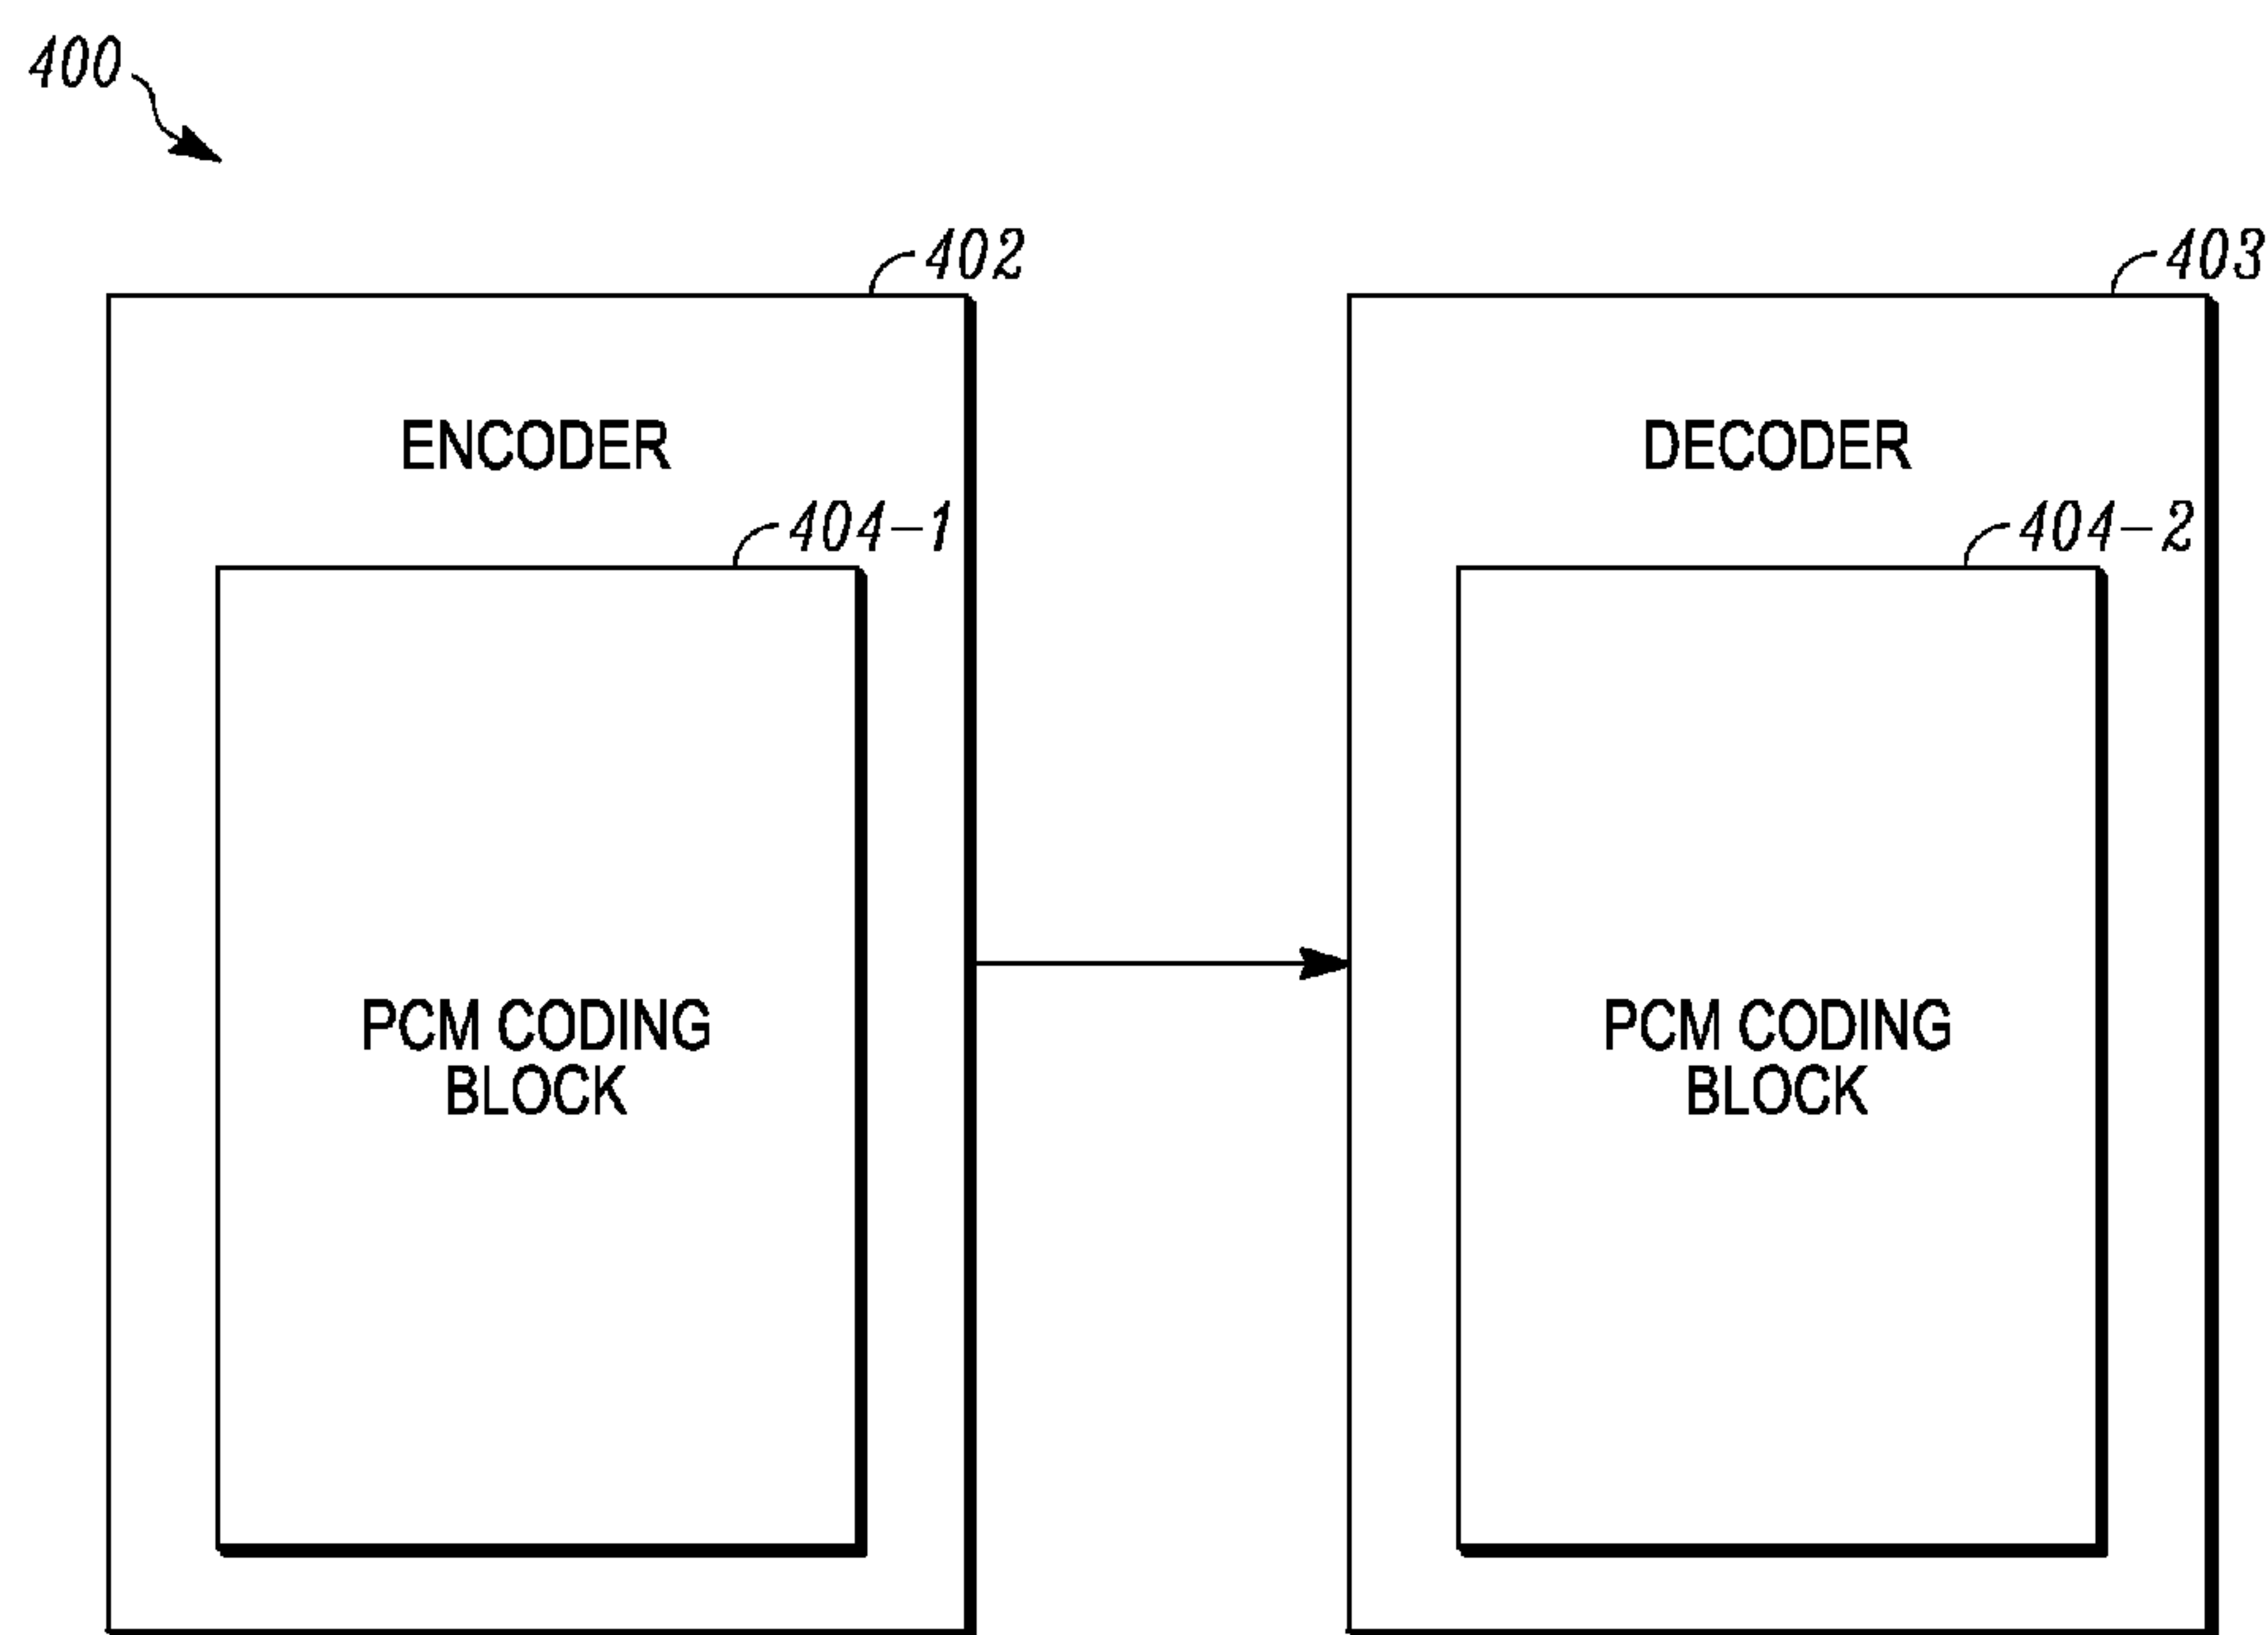 400
402
403
ENCODER
DECODER
404-1
404-2
PCM CODING
BLOCK
PCM CODING
BLOCK